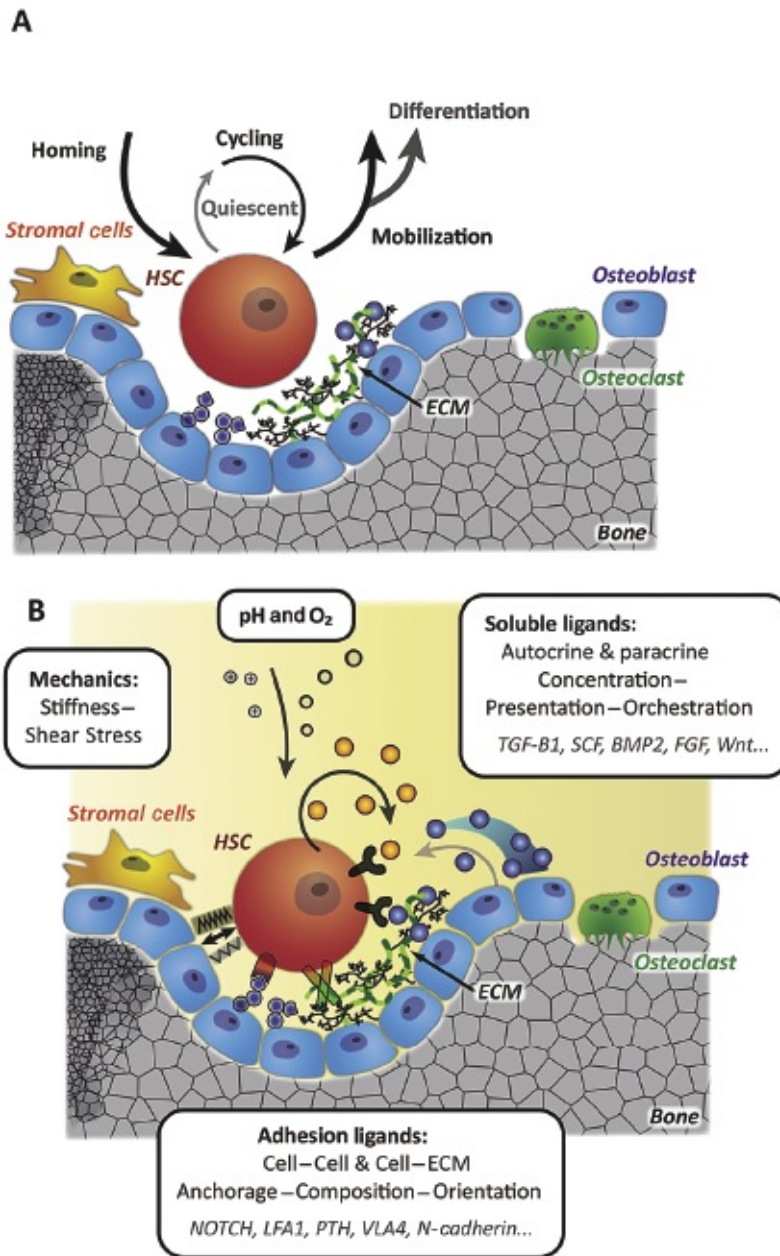 A
Differentiation
Cycling
Homing
Quiescent
Mobilization
Stromal cells
HSC
Osteoblast
Osteoclast
ECM
Bone
B
pH and O₂
Soluble ligands:
Autocrine & paracrine
Concentration–
Presentation–Orchestration
TGF-B1, SCF, BMP2, FGF, Wnt...
Mechanics:
Stiffness–
Shear Stress
Stromal cells
HSC
Osteoblast
Osteoclast
ECM
Bone
Adhesion ligands:
Cell–Cell & Cell–ECM
Anchorage–Composition–Orientation
NOTCH, LFA1, PTH, VLA4, N-cadherin...